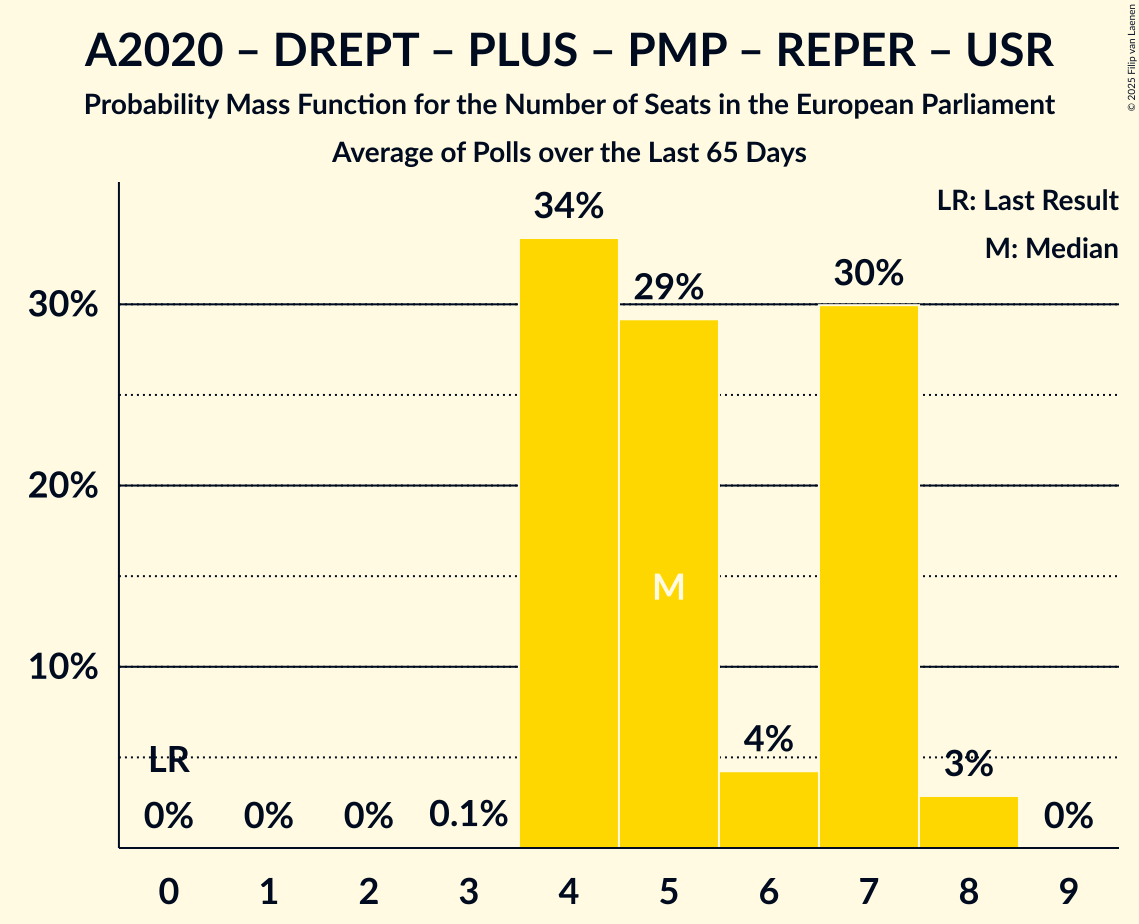 A2020 – DREPT – PLUS – PMP – REPER – USR
Probability Mass Function for the Number of Seats in the European Parliament
Average of Polls over the Last 65 Days
© 2025 Filip van Laenen
LR: Last Result
M: Median
34%
30%
29%
30%
20%
M
10%
4%
3%
LR
0%
0%
0%
0.1%
0%
0 1 2 3 4 5 6 7 8 9